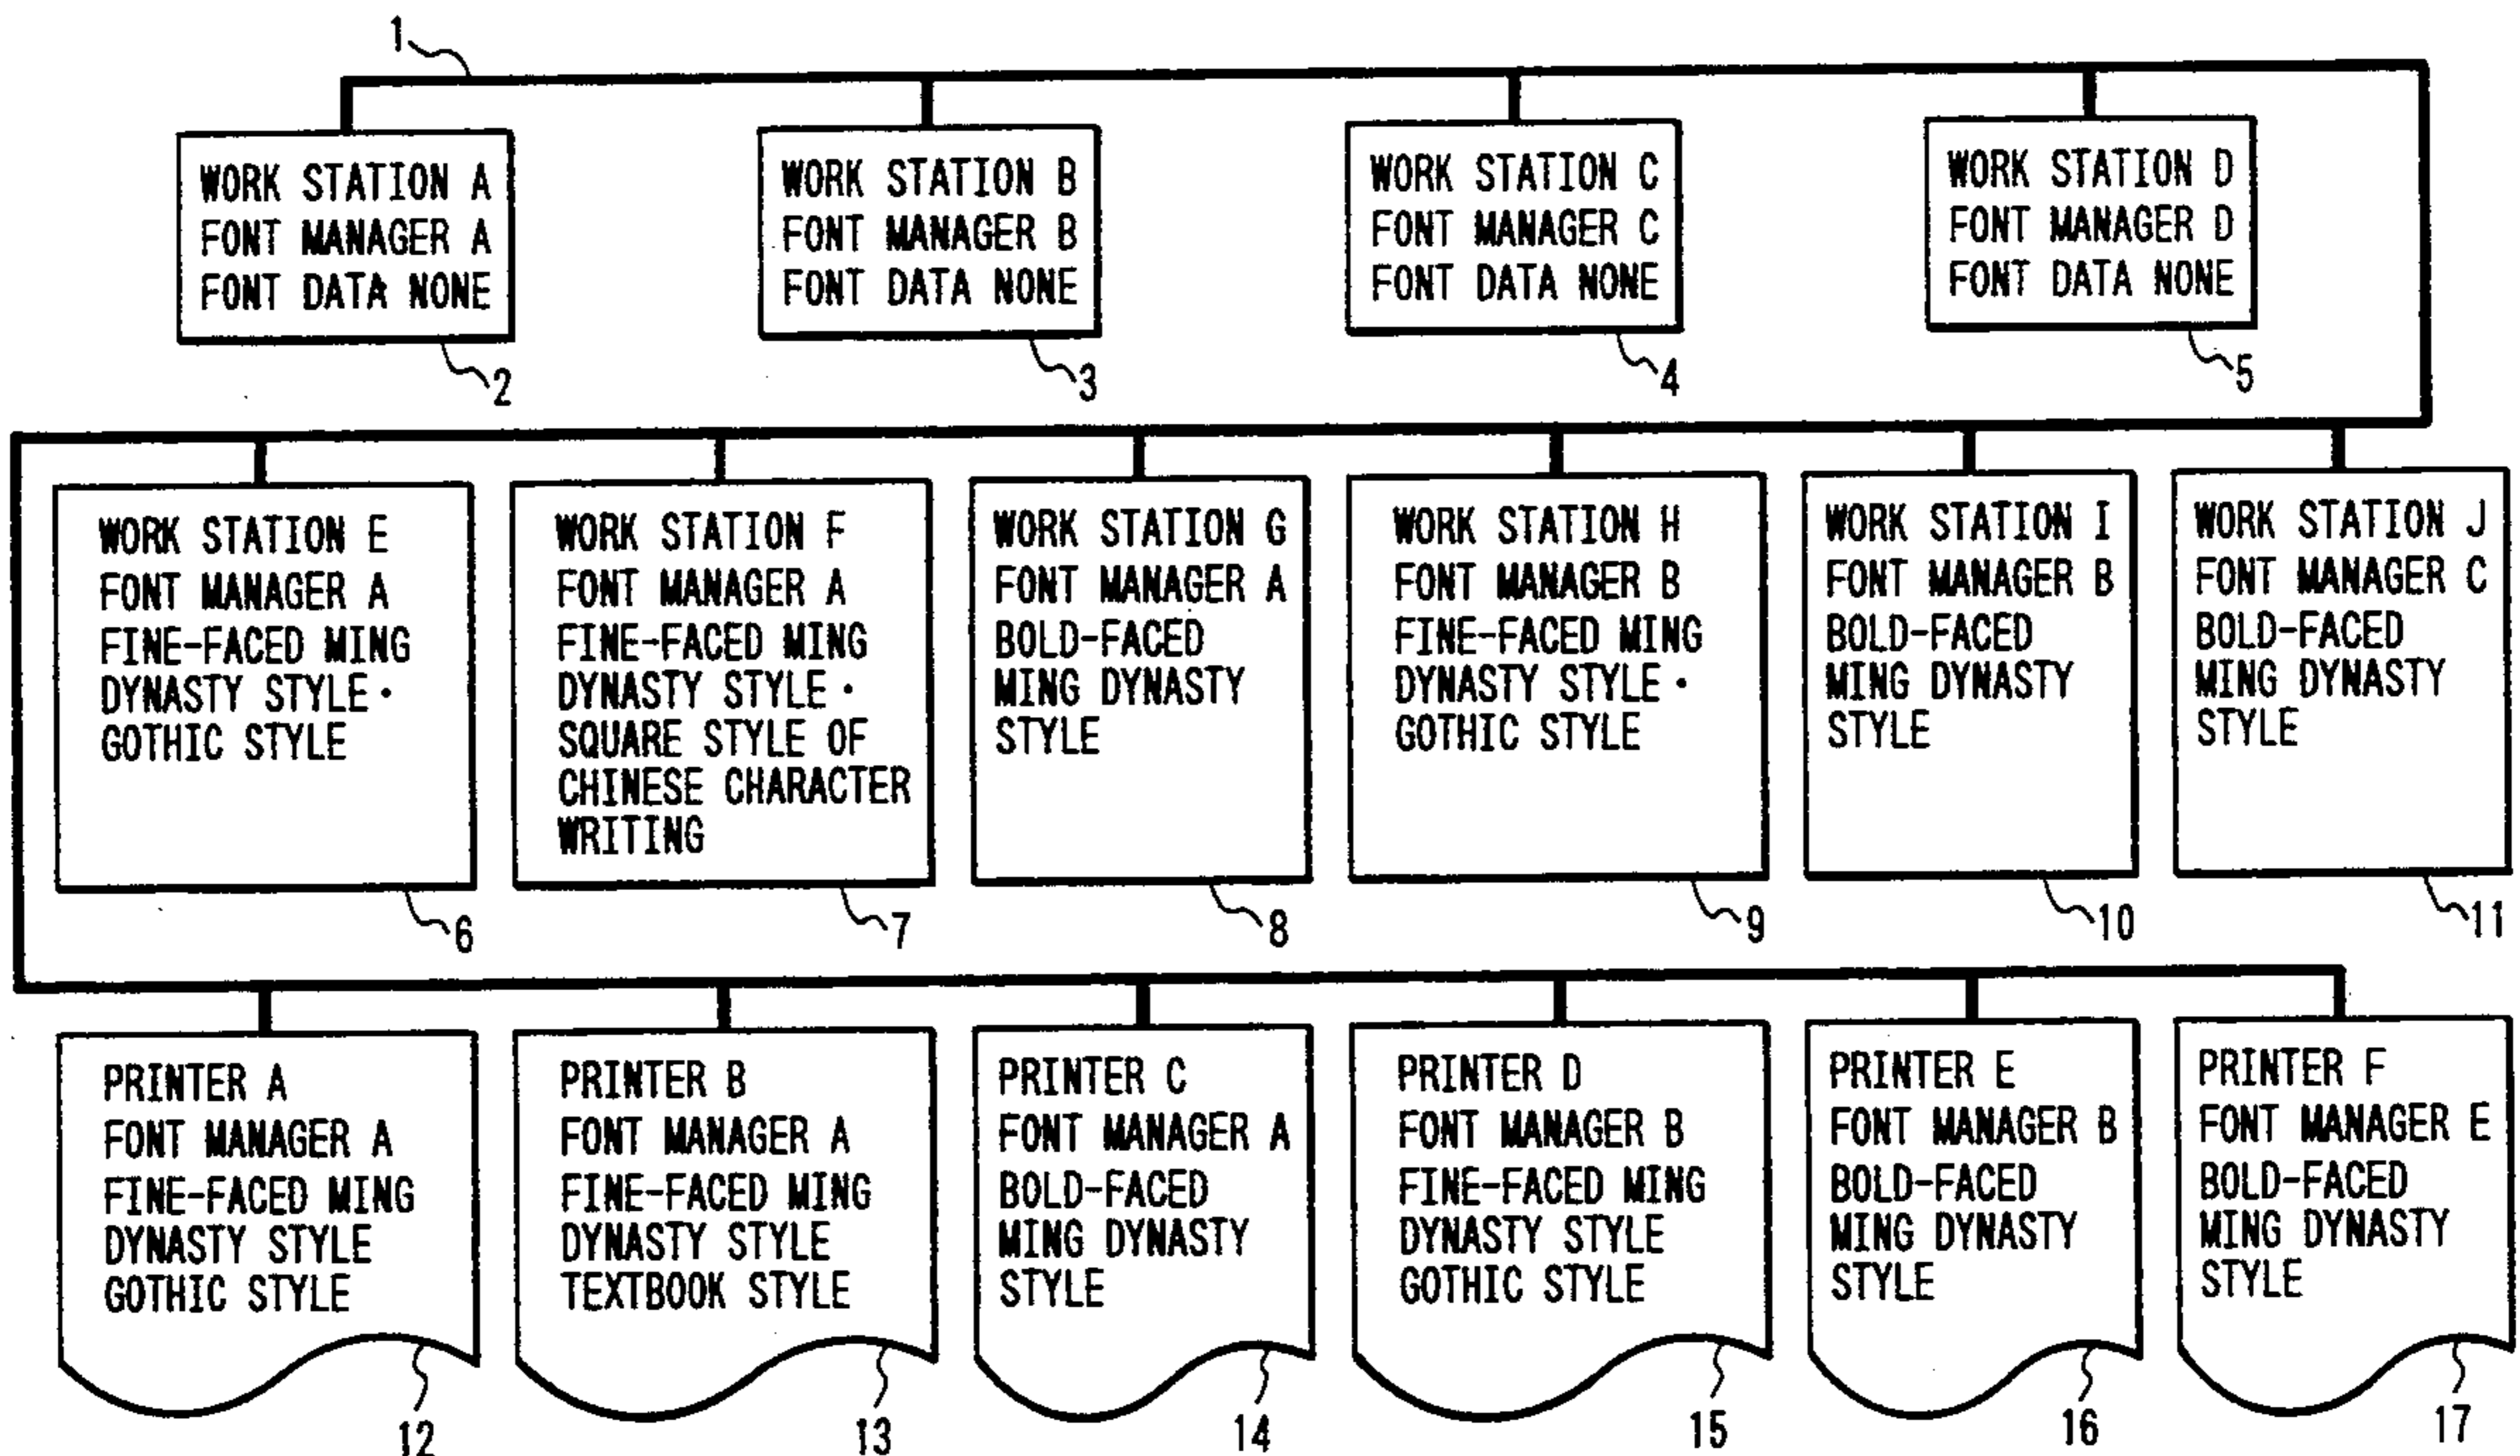 1
WORK STATION A
FONT MANAGER A
FONT DATA NONE
2
WORK STATION B
FONT MANAGER B
FONT DATA NONE
3
WORK STATION C
FONT MANAGER C
FONT DATA NONE
4
WORK STATION D
FONT MANAGER D
FONT DATA NONE
5
WORK STATION E
FONT MANAGER A
FINE-FACED MING
DYNASTY STYLE・
GOTHIC STYLE
6
WORK STATION F
FONT MANAGER A
FINE-FACED MING
DYNASTY STYLE・
SQUARE STYLE OF
CHINESE CHARACTER
WRITING
7
WORK STATION G
FONT MANAGER A
BOLD-FACED
MING DYNASTY
STYLE
8
WORK STATION H
FONT MANAGER B
FINE-FACED MING
DYNASTY STYLE・
GOTHIC STYLE
9
WORK STATION I
FONT MANAGER B
BOLD-FACED
MING DYNASTY
STYLE
10
WORK STATION J
FONT MANAGER C
BOLD-FACED
MING DYNASTY
STYLE
11
PRINTER A
FONT MANAGER A
FINE-FACED MING
DYNASTY STYLE
GOTHIC STYLE
12
PRINTER B
FONT MANAGER A
FINE-FACED MING
DYNASTY STYLE
TEXTBOOK STYLE
13
PRINTER C
FONT MANAGER A
BOLD-FACED
MING DYNASTY
STYLE
14
PRINTER D
FONT MANAGER B
FINE-FACED MING
DYNASTY STYLE
GOTHIC STYLE
15
PRINTER E
FONT MANAGER B
BOLD-FACED
MING DYNASTY
STYLE
16
PRINTER F
FONT MANAGER E
BOLD-FACED
MING DYNASTY
STYLE
17